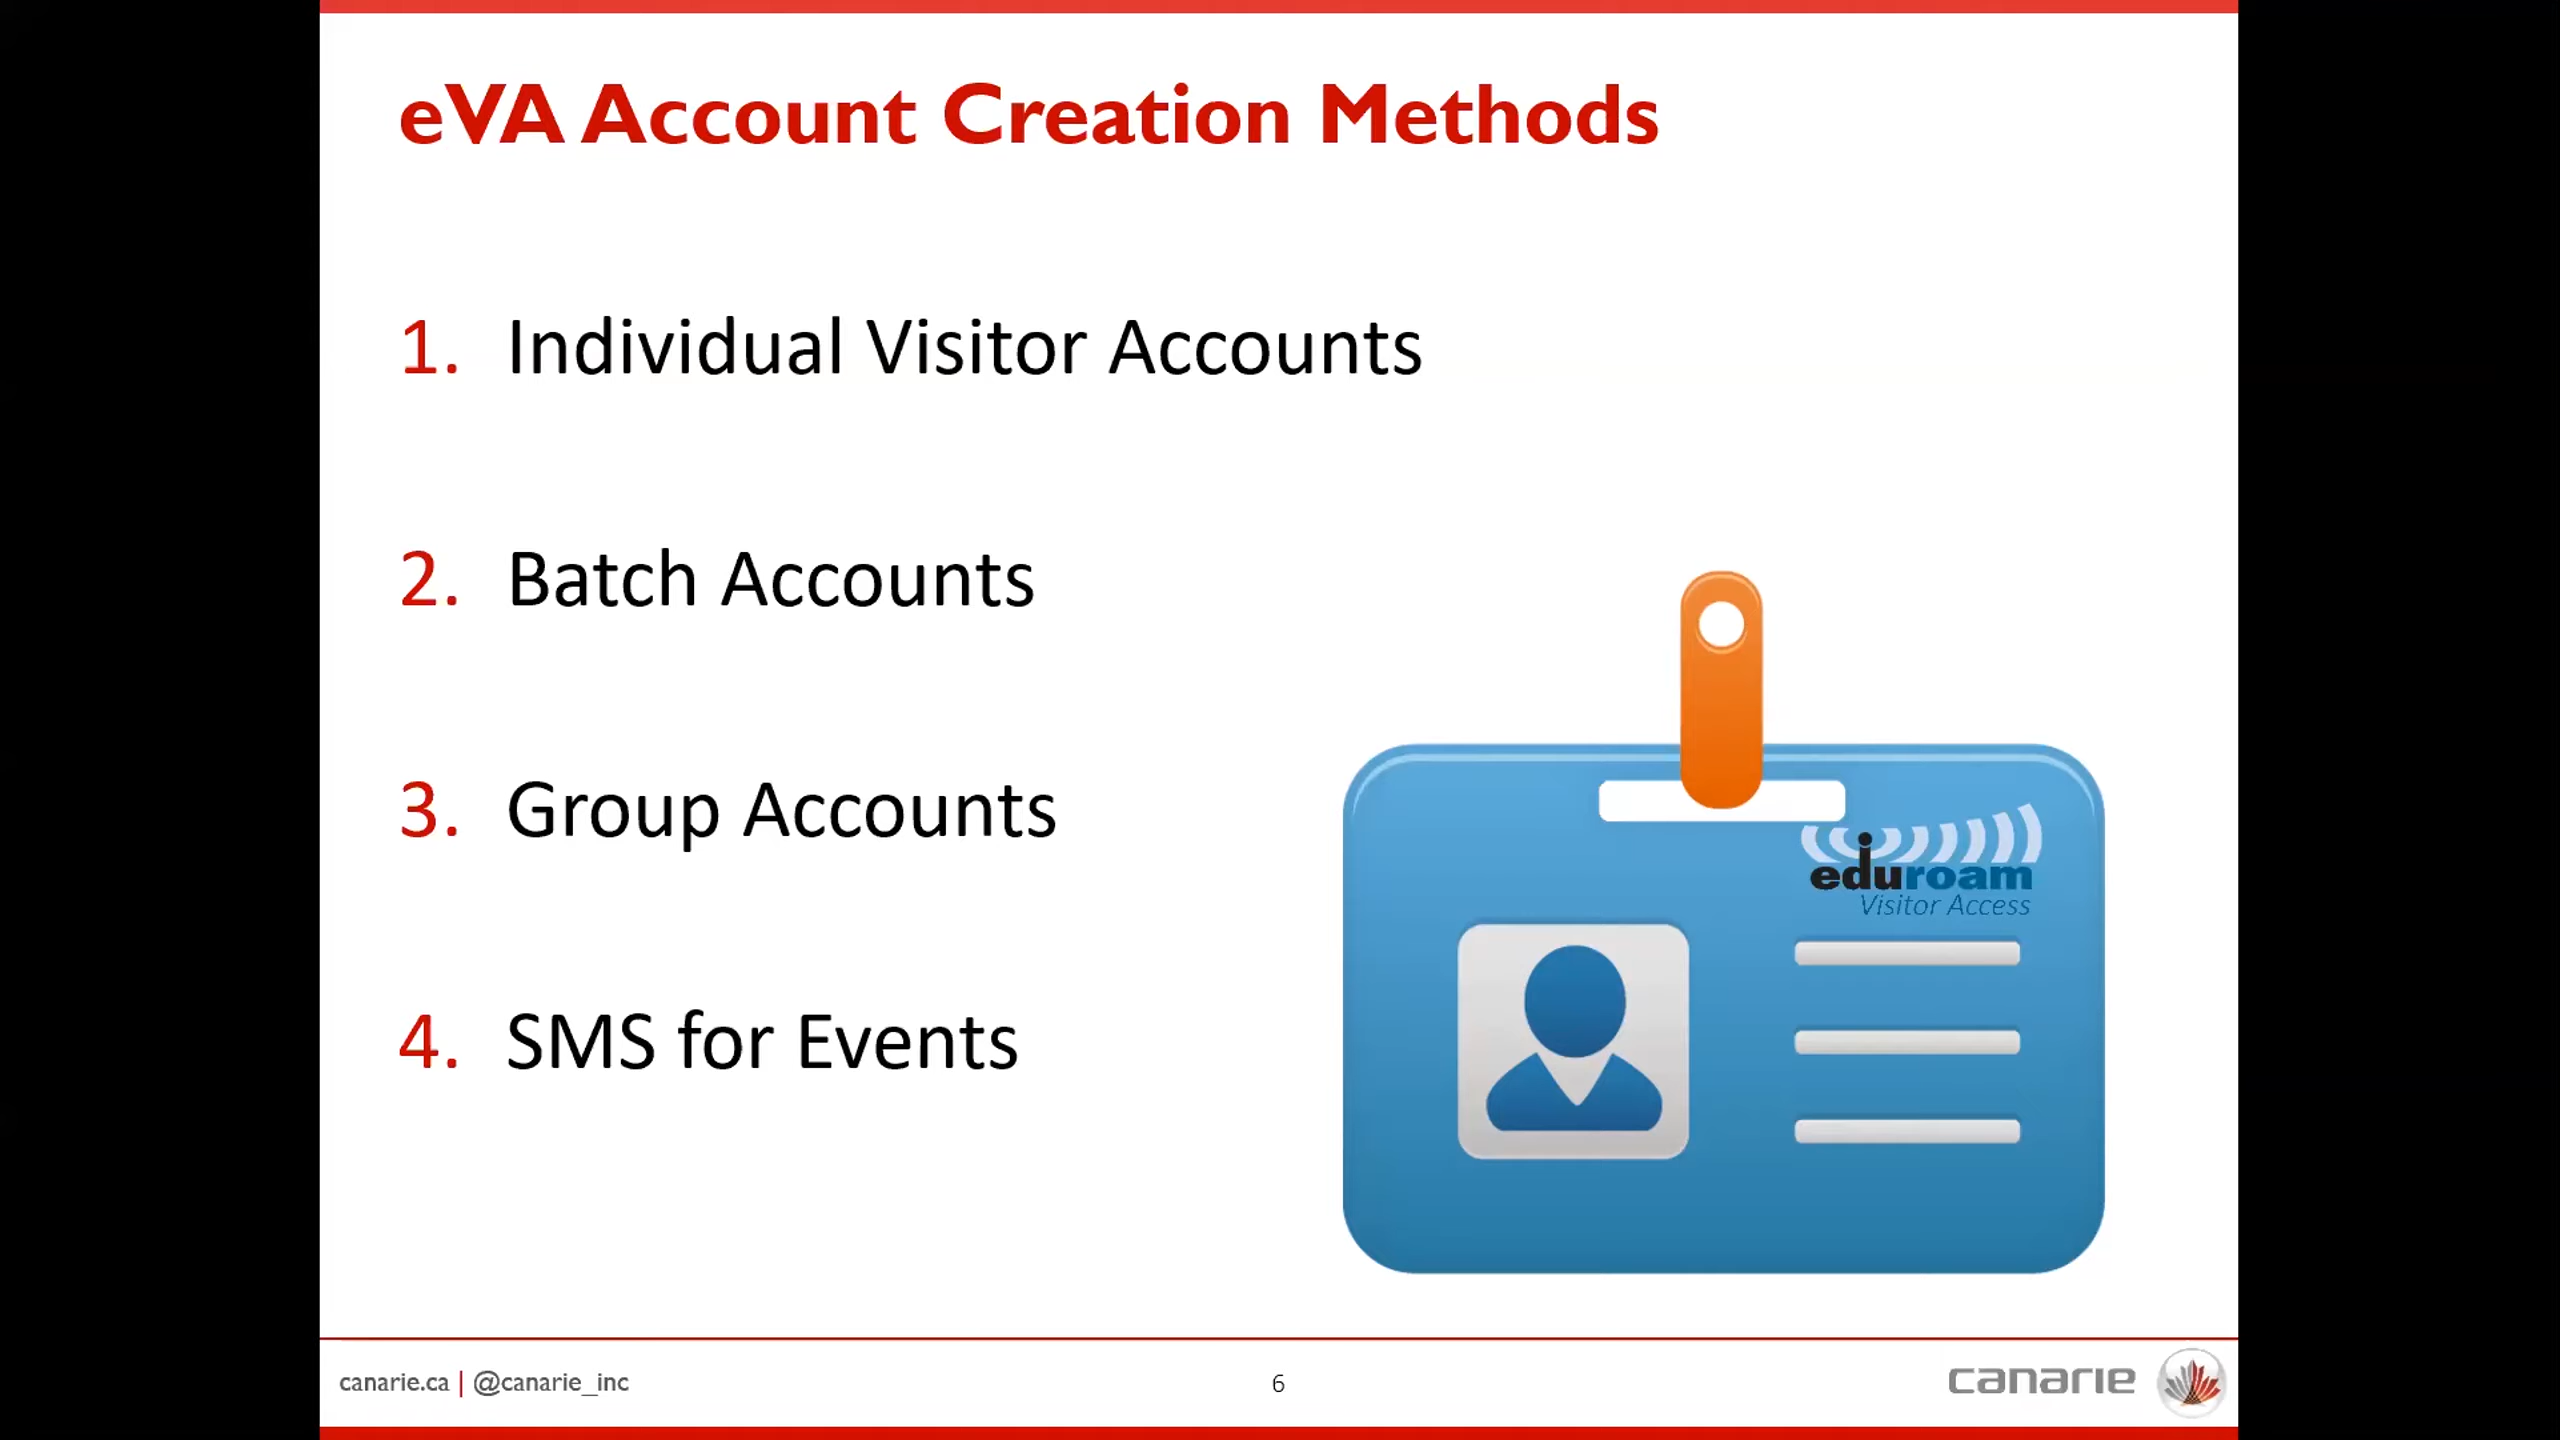 eVA Account Creation Methods
1. Individual Visitor Accounts
2. Batch Accounts
3. Group Accounts
4. SMS for Events
eduroam
Visitor Access
canarie.ca | @canarie_inc
6
canarie